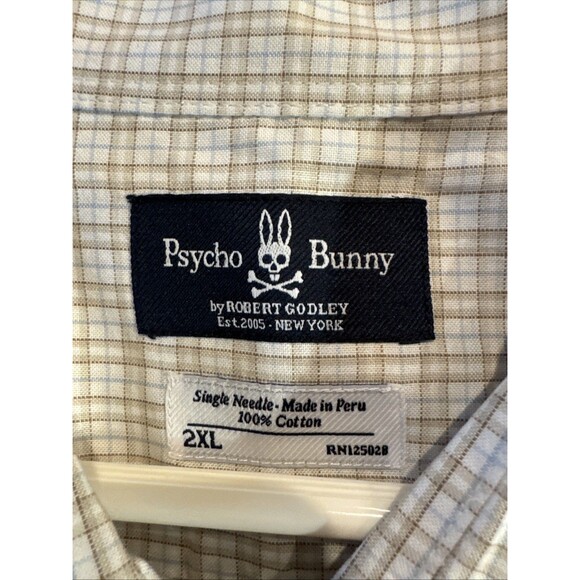 Psycho Bunny
by ROBERT GODLEY
Est.2005 - NEW YORK
Single Needle - Made in Peru
100% Cotton
2XL RN125028